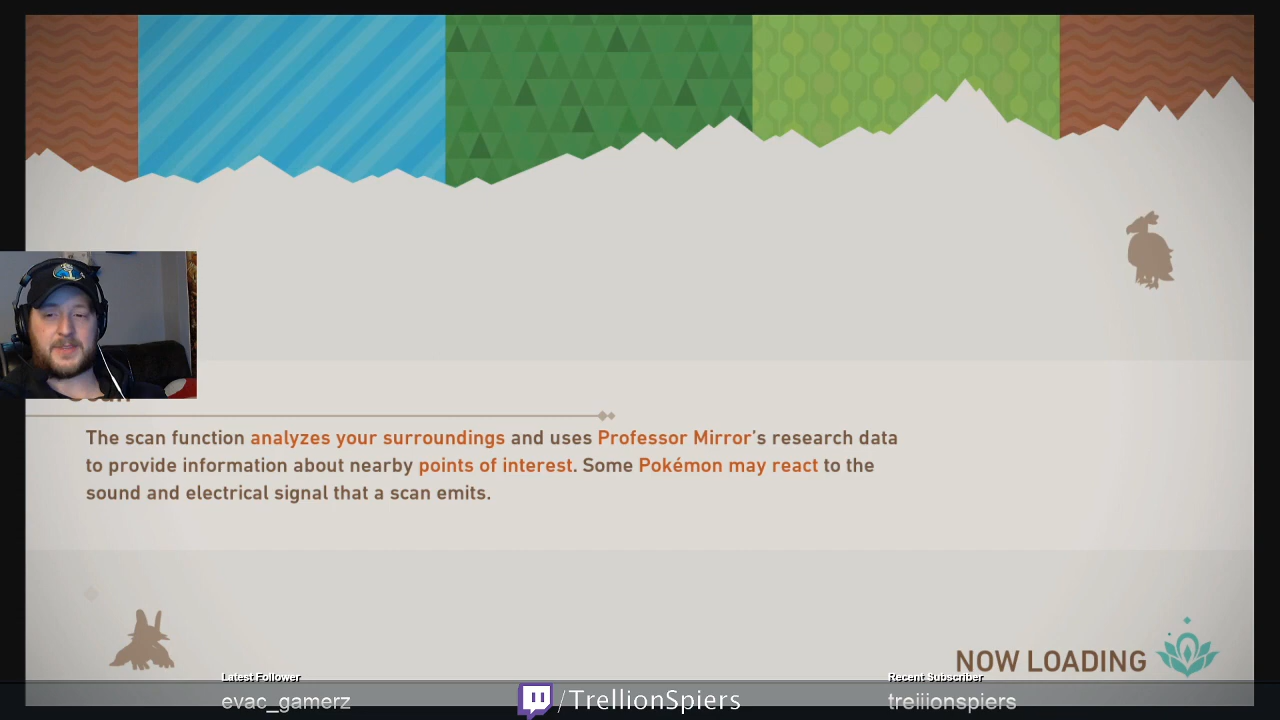 The scan function analyzes your surroundings and uses Professor Mirror's research data
to provide information about nearby points of interest. Some Pokémon may react to the
sound and electrical signal that a scan emits.
NOW LOADING
Latest Follower
evac_gamerz
/TrellionSpiers
Recent Subscriber
treiiionspiers